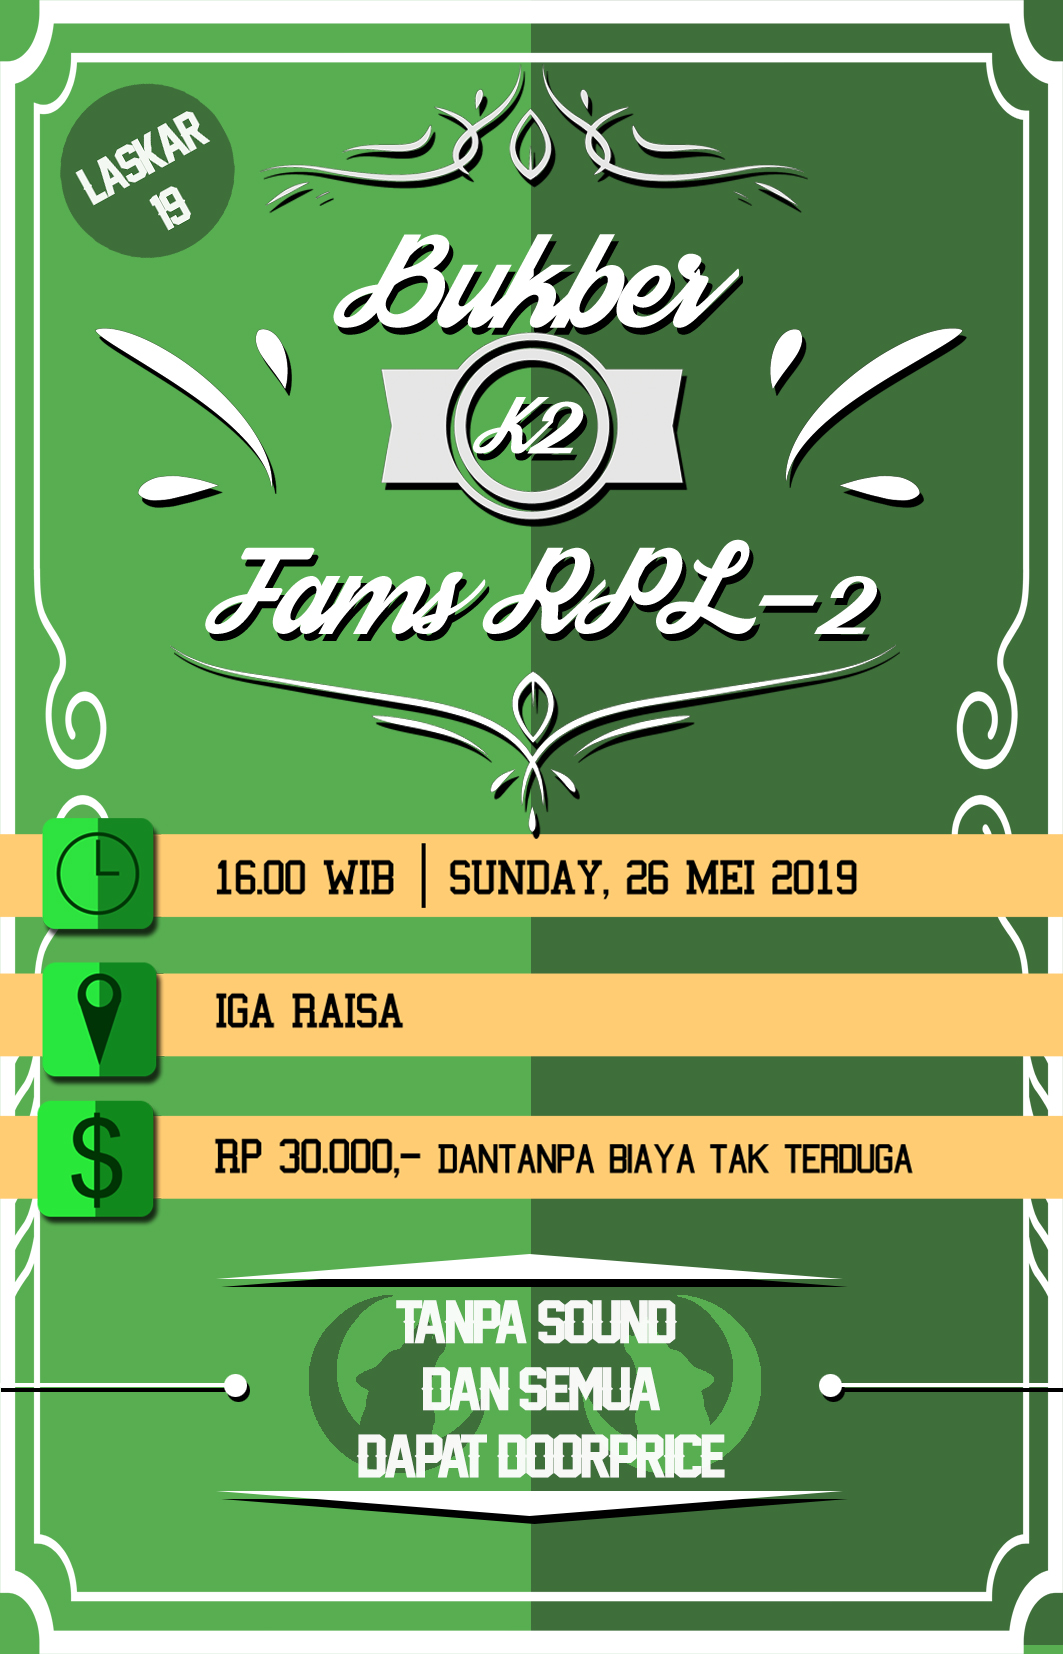 LASKAR
19
Bukber
K2
Fams RPL-2
16.00 WIB | SUNDAY, 26 MEI 2019
IGA RAISA
$
RP 30.000,- DANTANPA BIAYA TAK TERDUGA
TANPA SOUND
DAN SEMUA
DAPAT DOORPRICE